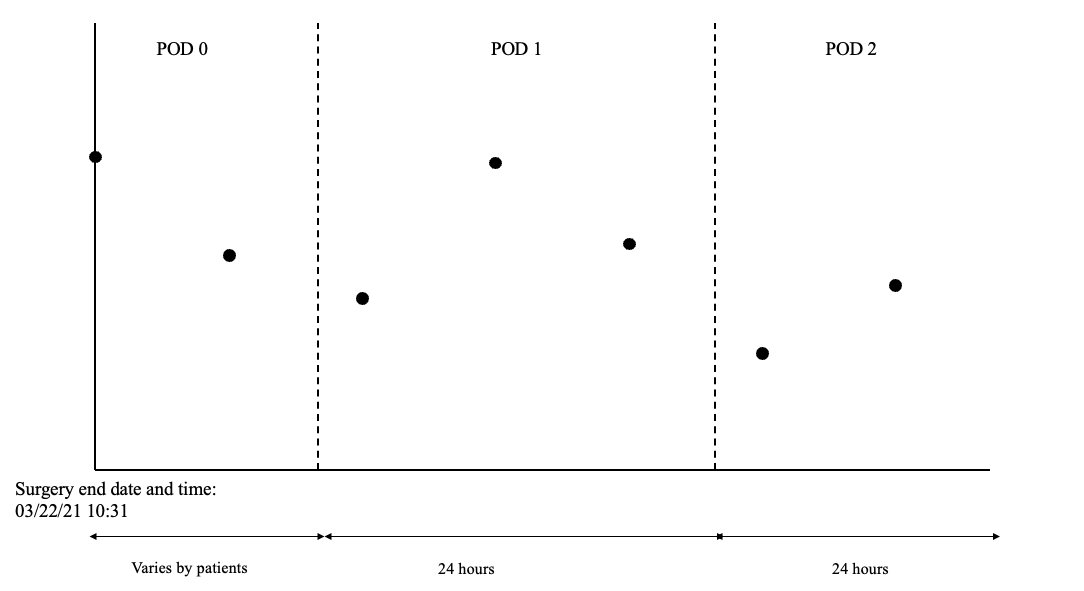 POD 0
POD 1
POD 2
Surgery end date and time:
03/22/21 10:31
Varies by patients
24 hours
24 hours